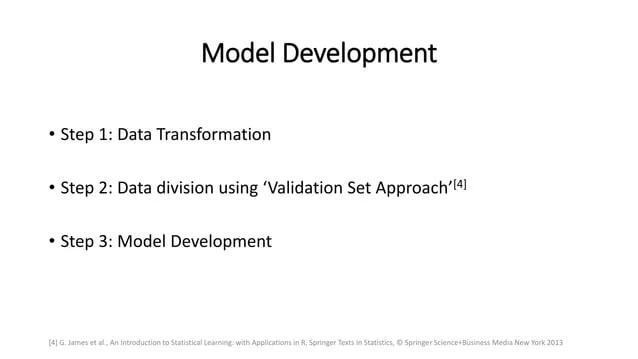 Model Development
• Step 1: Data Transformation
• Step 2: Data division using ‘Validation Set Approach’[4]
• Step 3: Model Development
[4] G. James et al., An Introduction to Statistical Learning: with Applications in R, Springer Texts in Statistics, © Springer Science+Business Media New York 2013